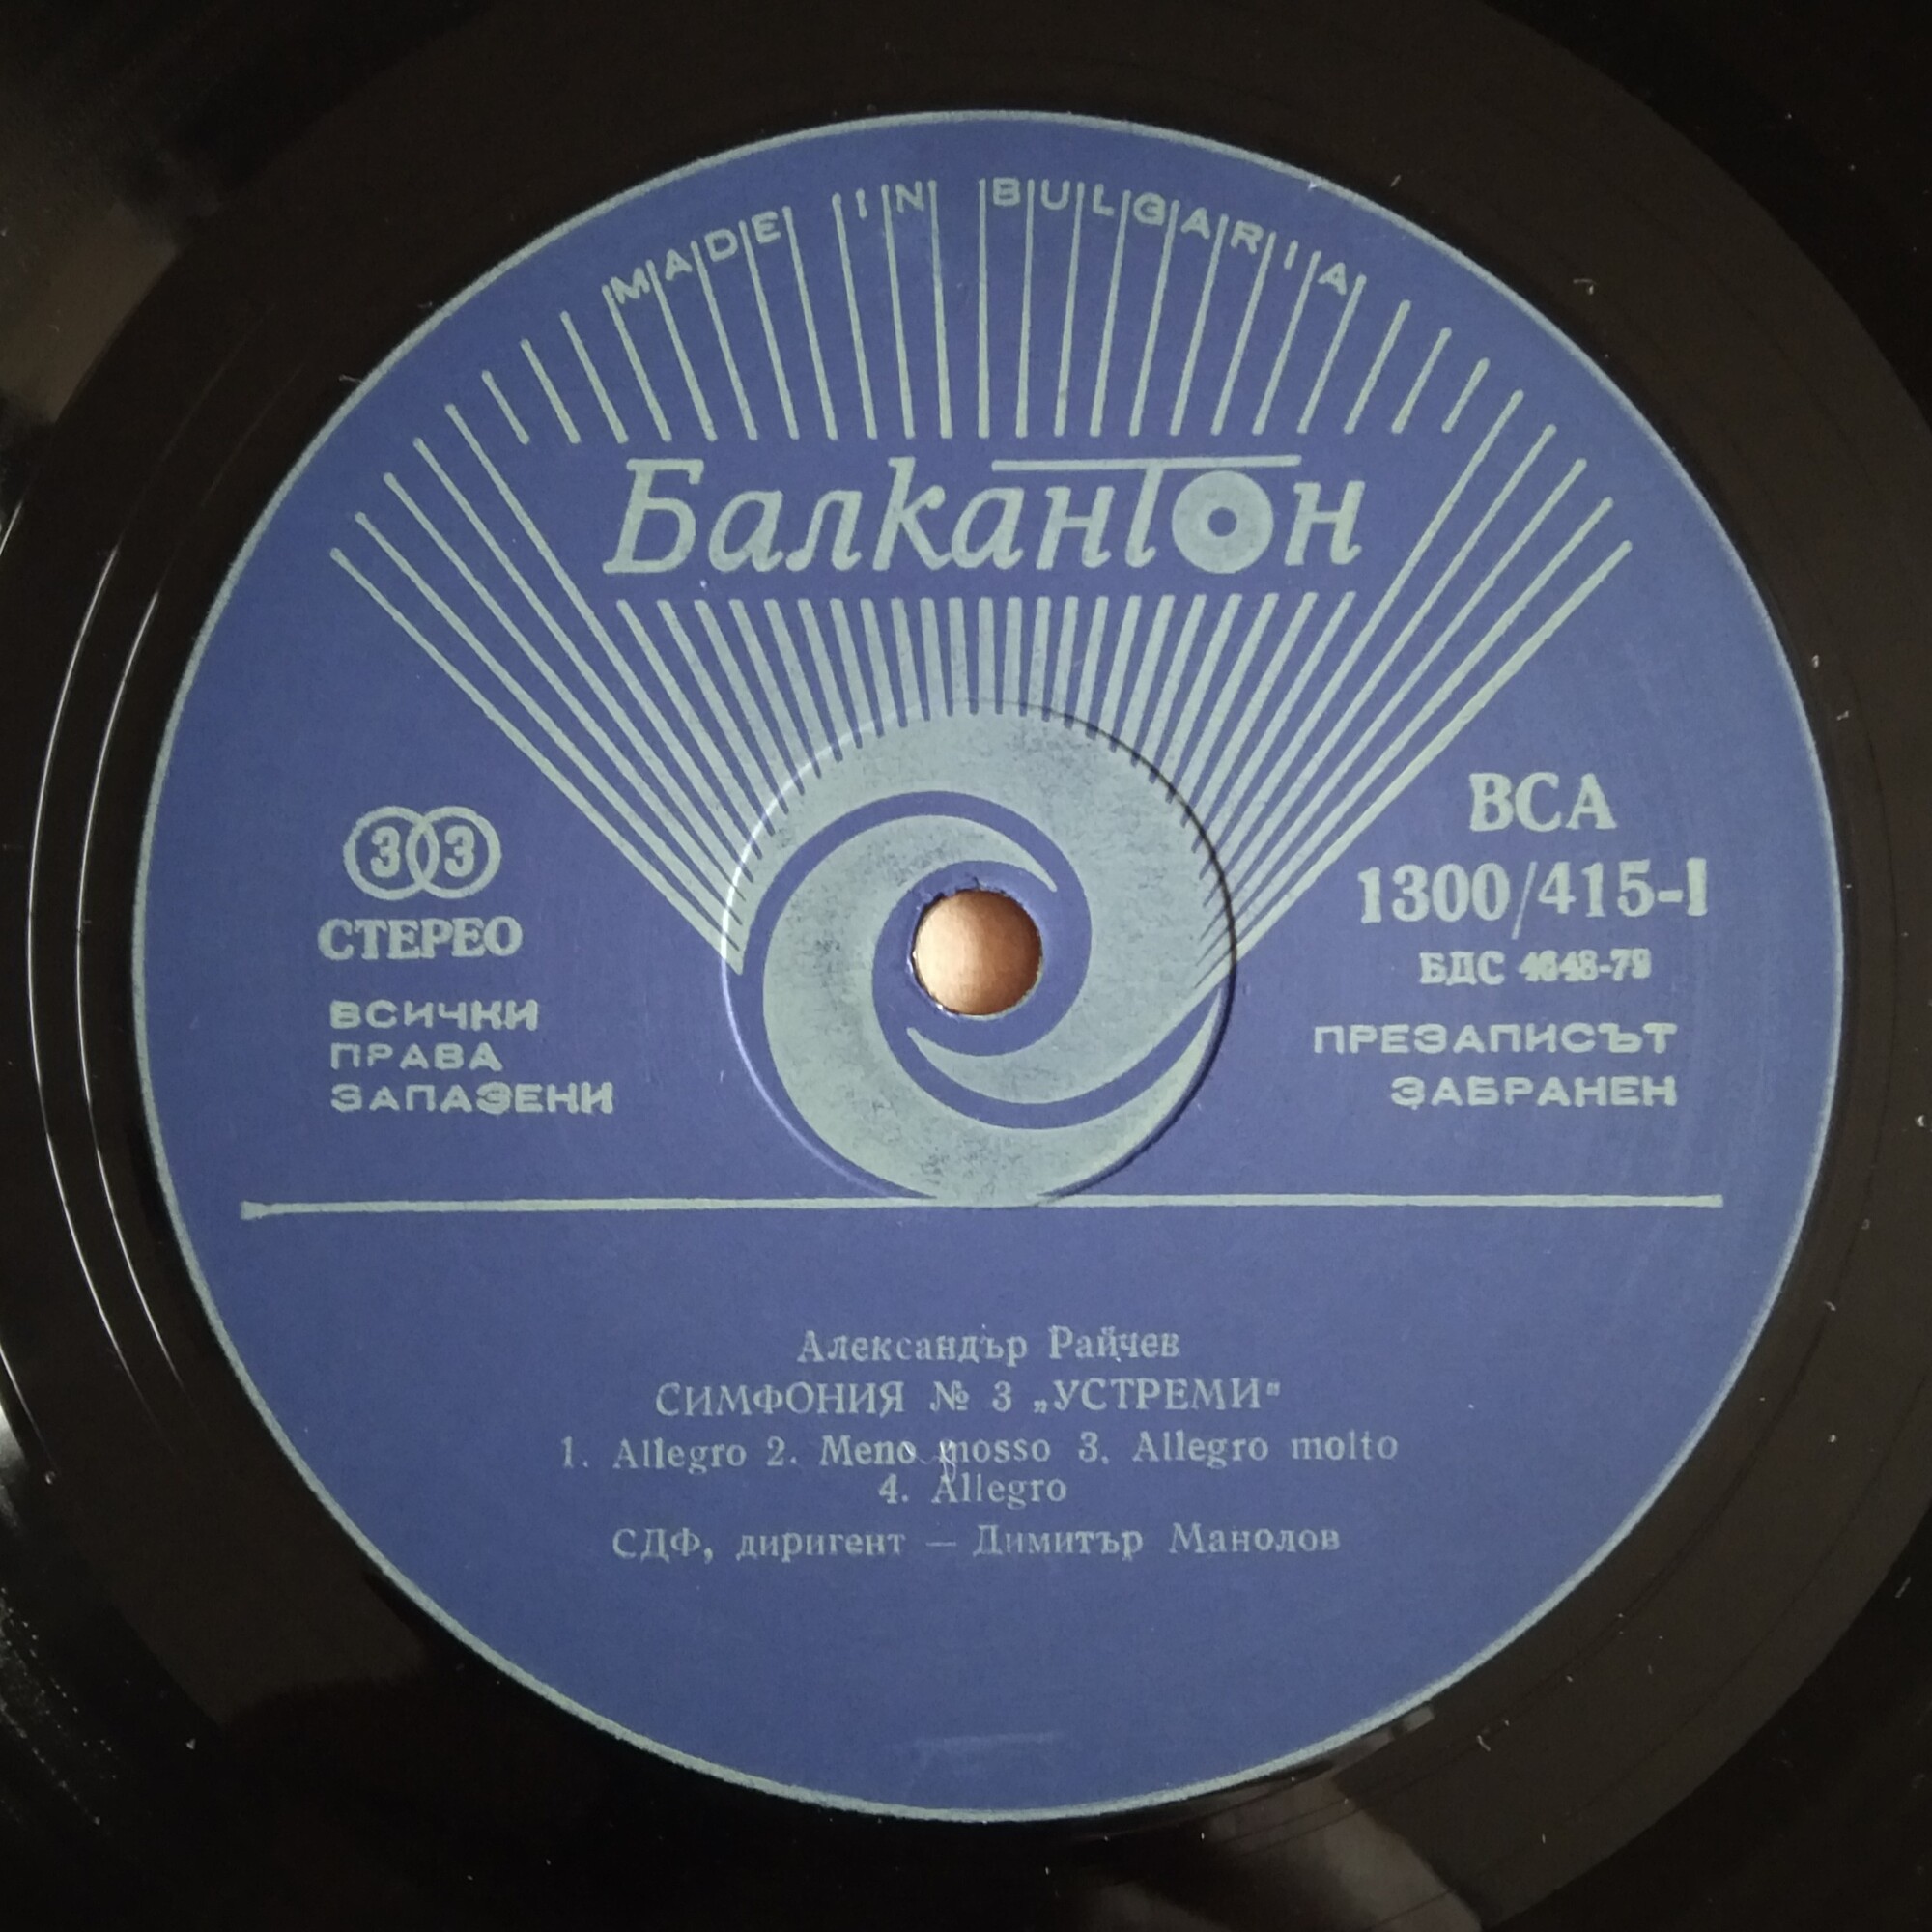 MADE IN BULGARIA
Балкантон
33
СТЕРЕО
ВСИЧКИ
ПРАВА
ЗАПАЗЕНИ
ВСА
1300/415-I
БДС 4648-79
ПРЕЗАПИСЪТ
ЗАБРАНЕН
Александър Райчев
СИМФОНИЯ № 3 „УСТРЕМИ“
1. Allegro 2. Meno mosso 3. Allegro molto
4. Allegro
СДФ, диригент — Димитър Манолов